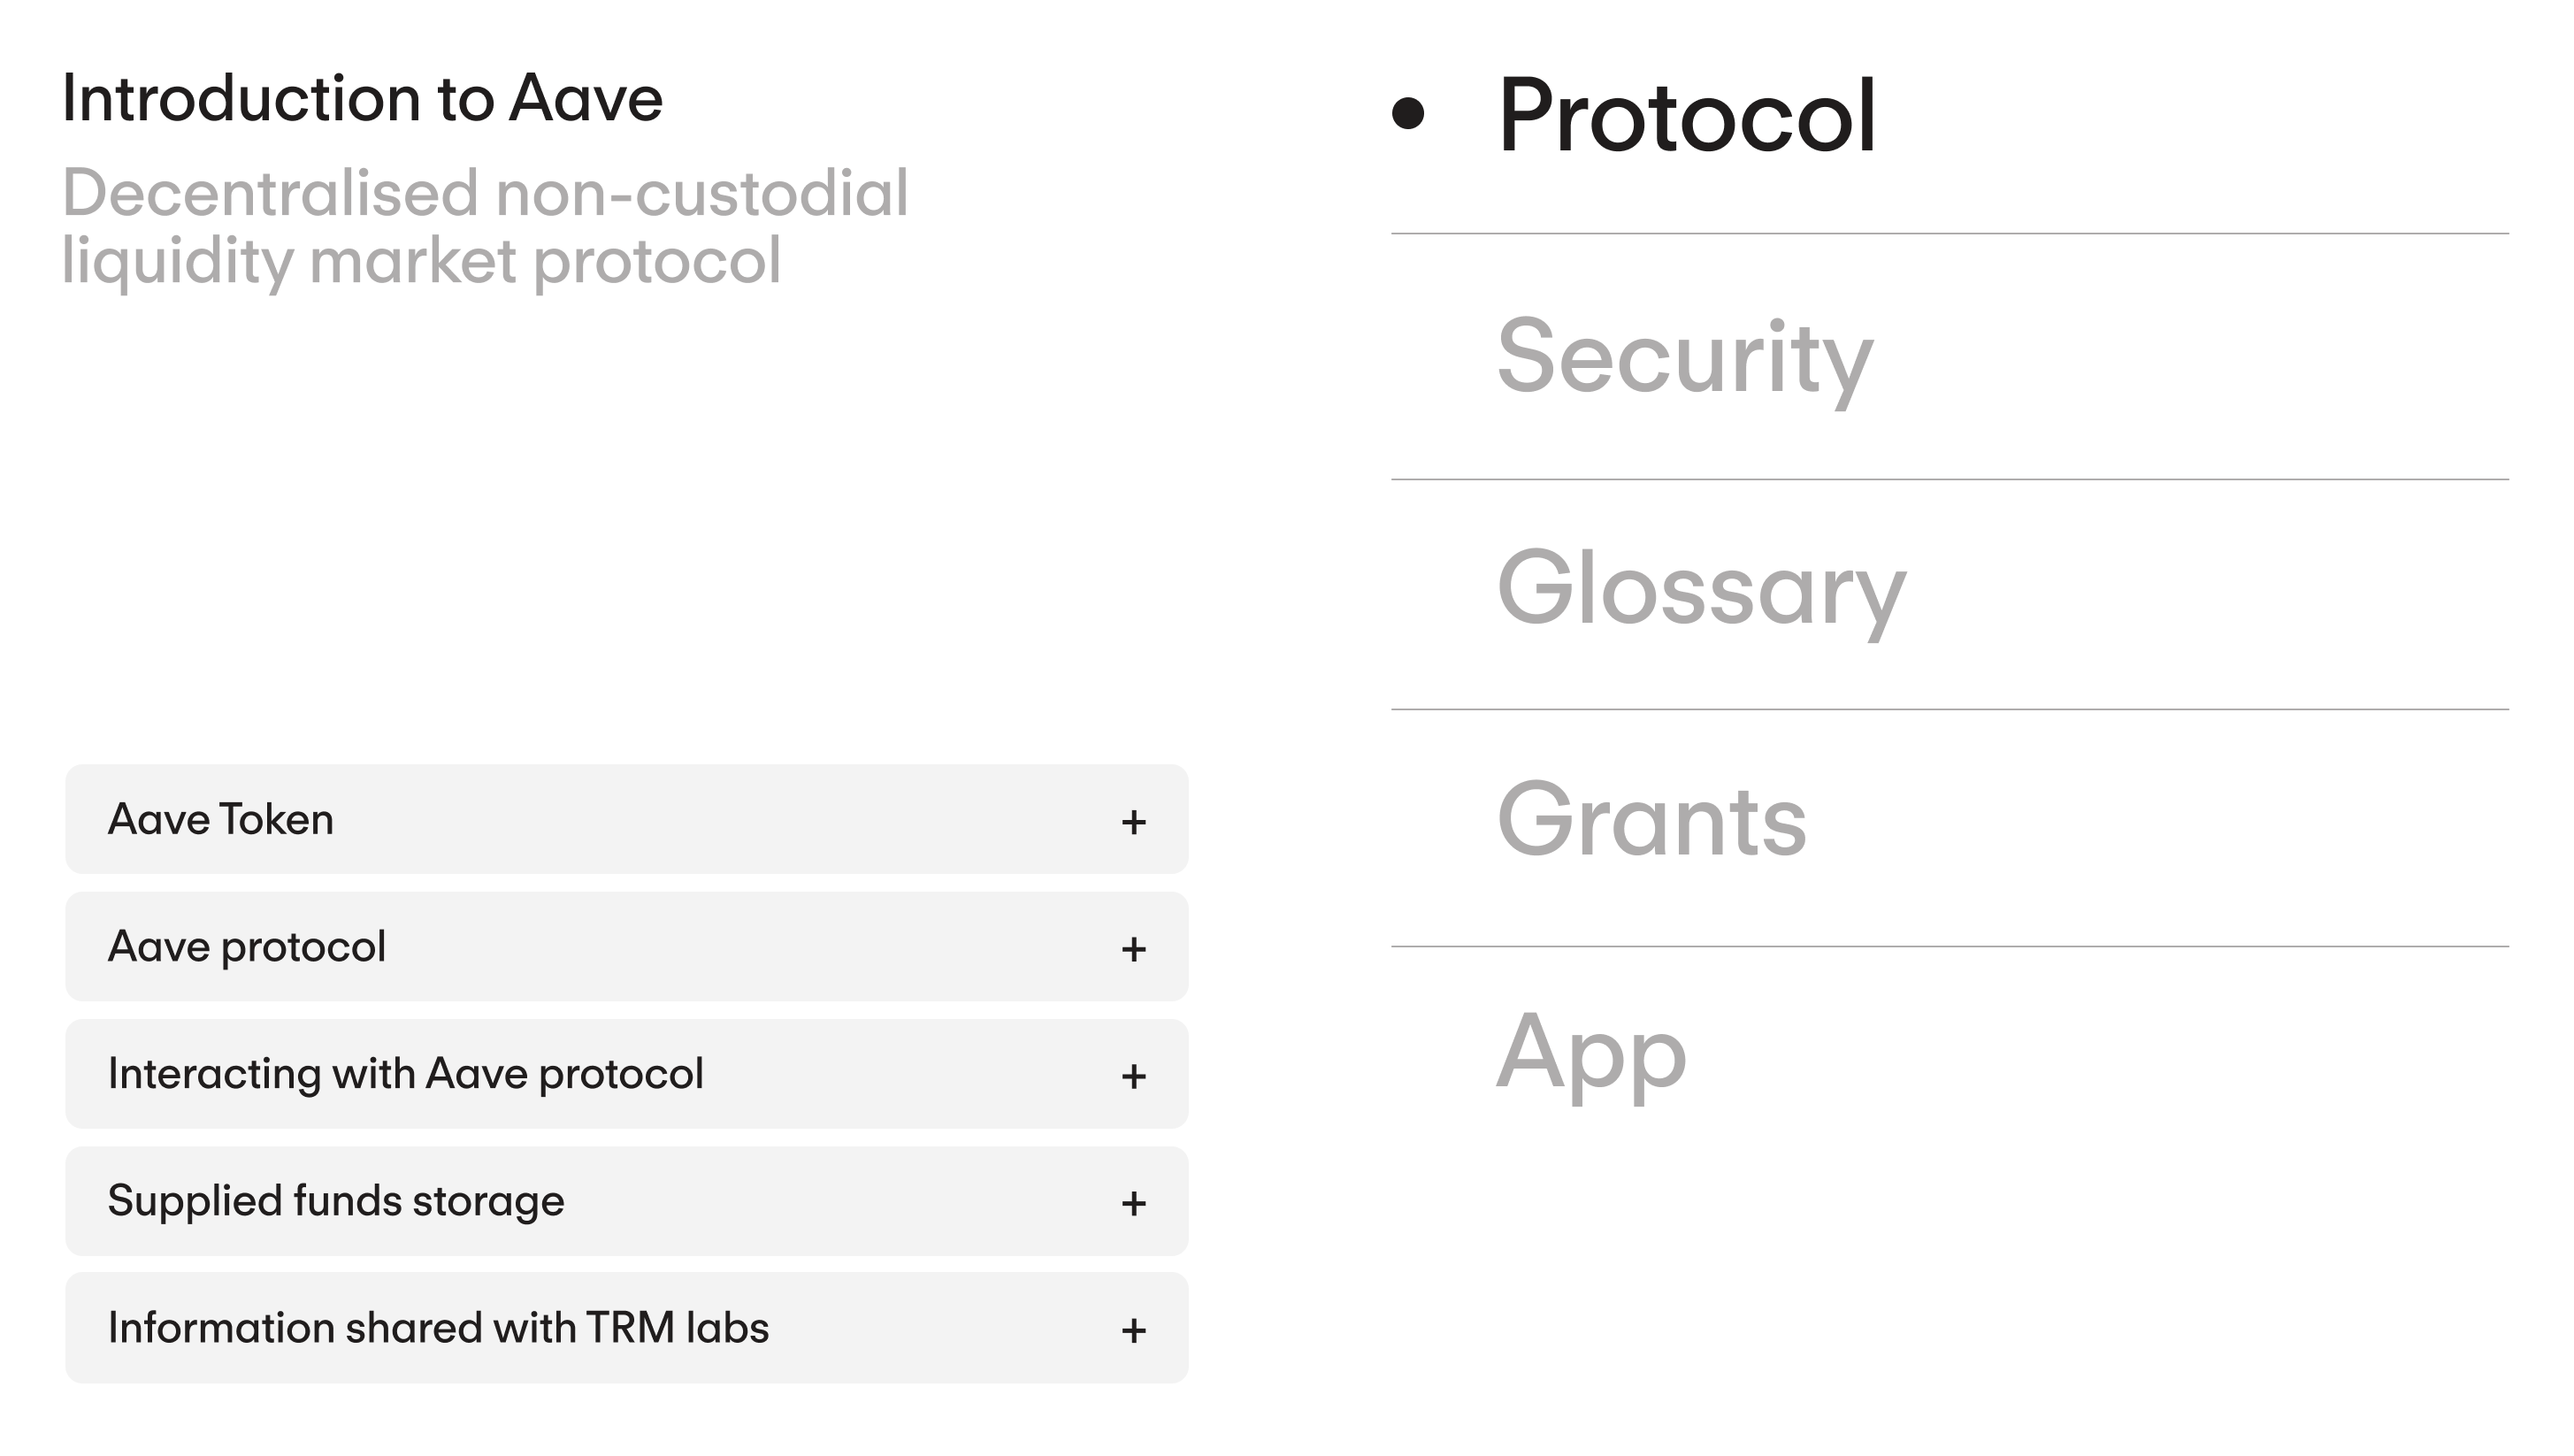 Introduction to Aave
Decentralised non-custodial
liquidity market protocol
Aave Token +
Aave protocol +
Interacting with Aave protocol +
Supplied funds storage +
Information shared with TRM labs +
• Protocol
Security
Glossary
Grants
App